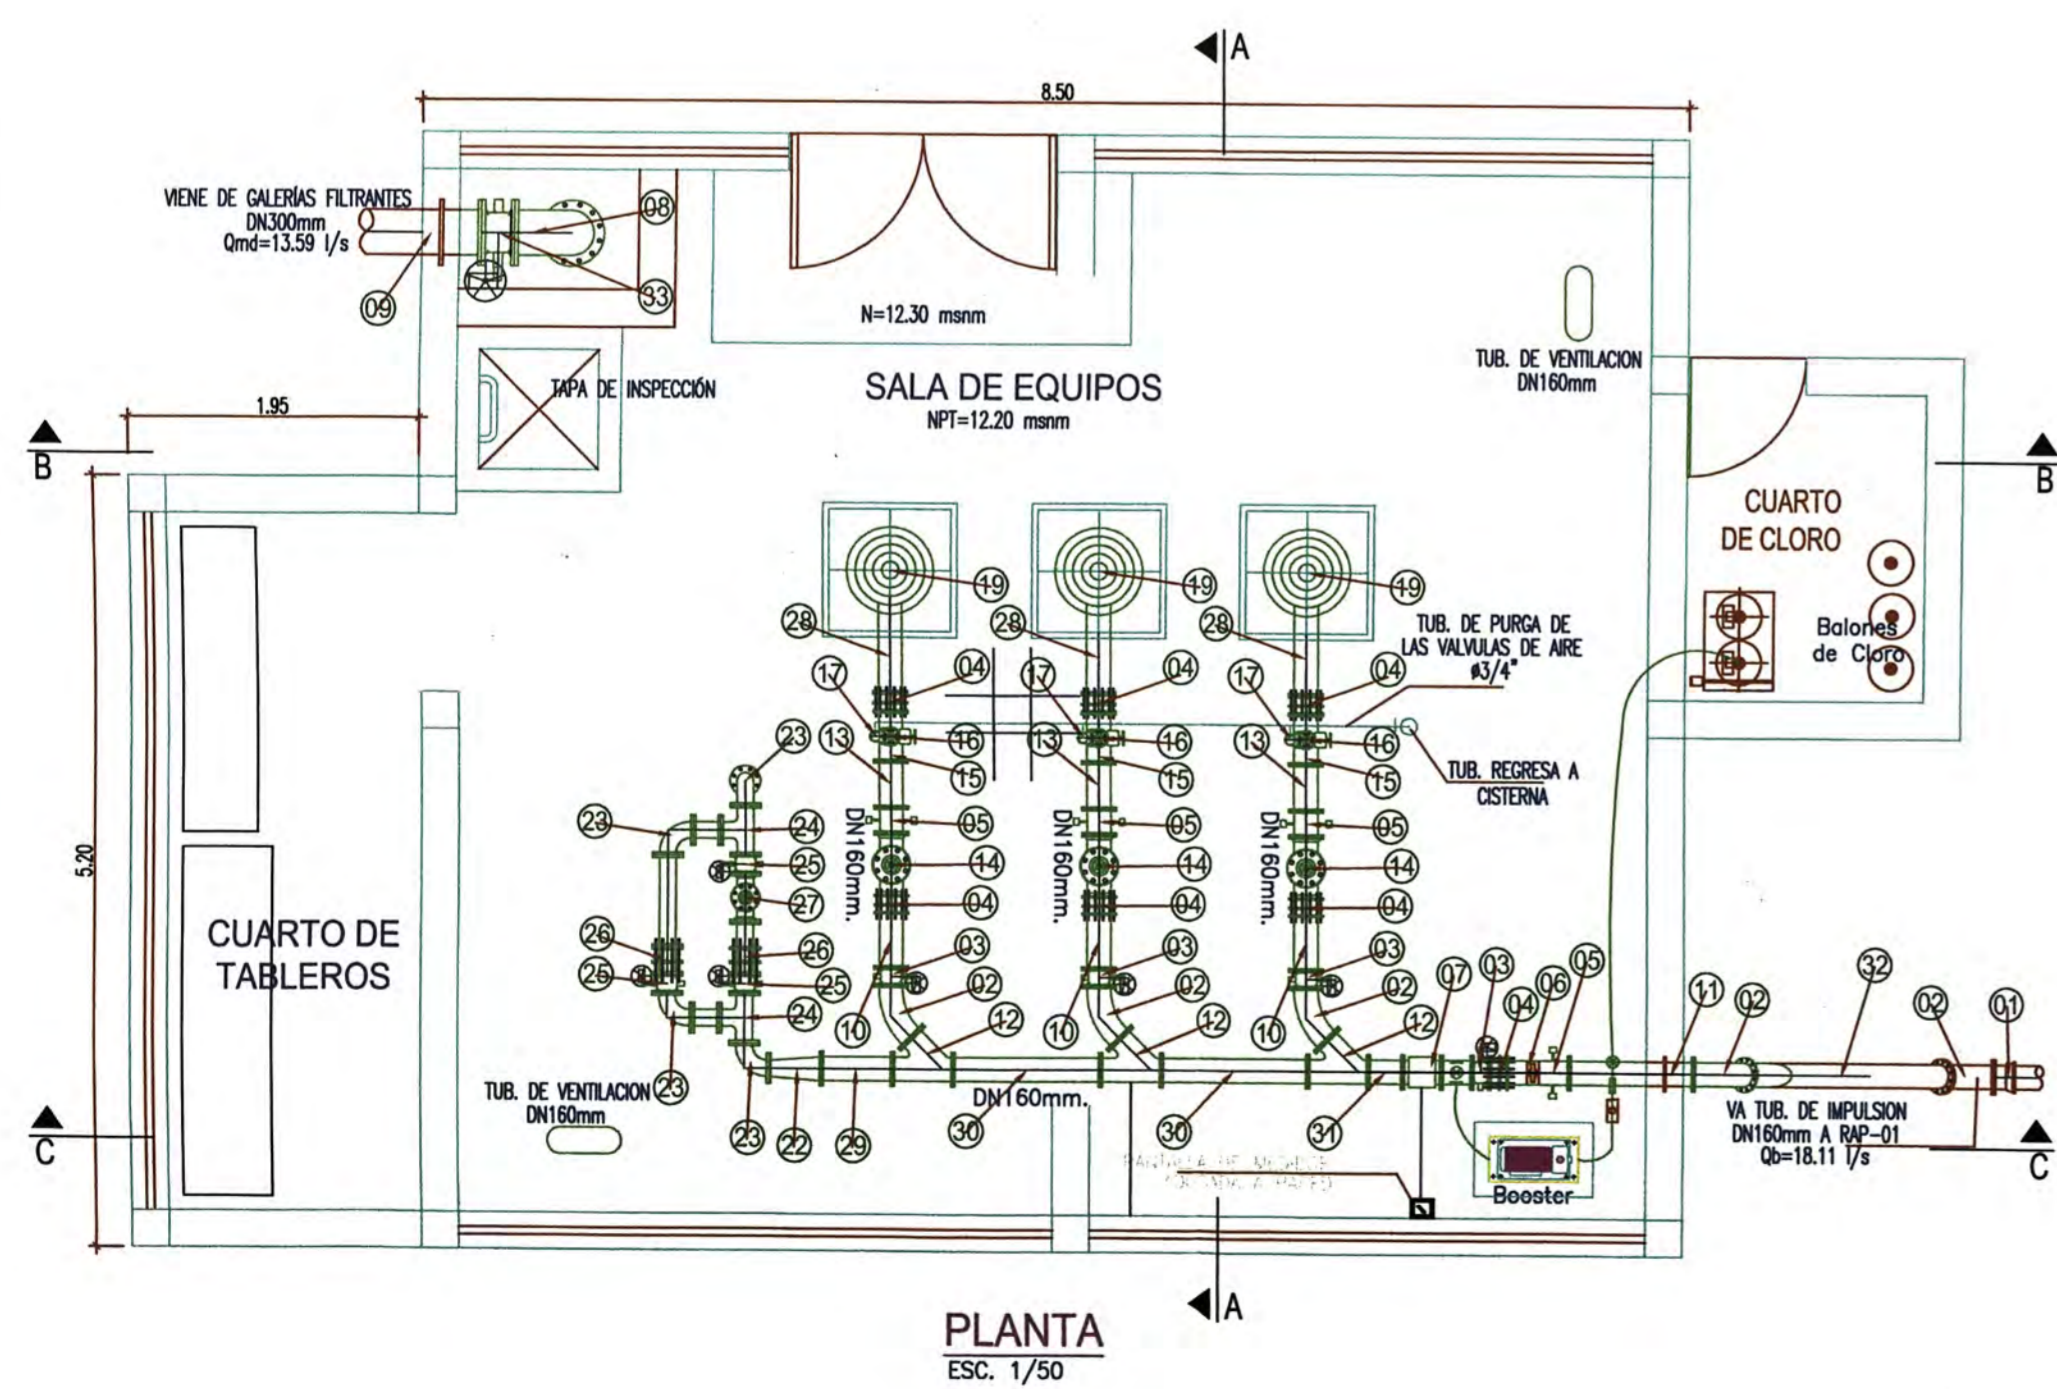 A
8.50
VIENE DE GALERÍAS FILTRANTES
DN300mm
Qmd=13.59 l/s
08
09
33
N=12.30 msnm
TUB. DE VENTILACION
DN160mm
TAPA DE INSPECCIÓN
SALA DE EQUIPOS
NPT=12.20 msnm
1.95
B
B
CUARTO
DE CLORO
Balones
de Cloro
19
19
19
28
28
28
TUB. DE PURGA DE
LAS VALVULAS DE AIRE
ø3/4"
17
04
17
04
17
04
23
13
16
13
16
13
16
15
15
15
TUB. REGRESA A
CISTERNA
23
24
DN160mm.
05
DN160mm.
05
DN160mm.
05
25
14
14
14
27
04
04
04
5.20
CUARTO DE
TABLEROS
26
26
03
03
03
25
25
02
02
02
07
03
04
06
05
11
02
32
02
01
24
10
12
10
12
10
12
23
TUB. DE VENTILACION
DN160mm
DN160mm.
23
22
29
30
30
31
VA TUB. DE IMPULSION
DN160mm A RAP-01
Qb=18.11 l/s
C
C
Booster
A
PLANTA
ESC. 1/50